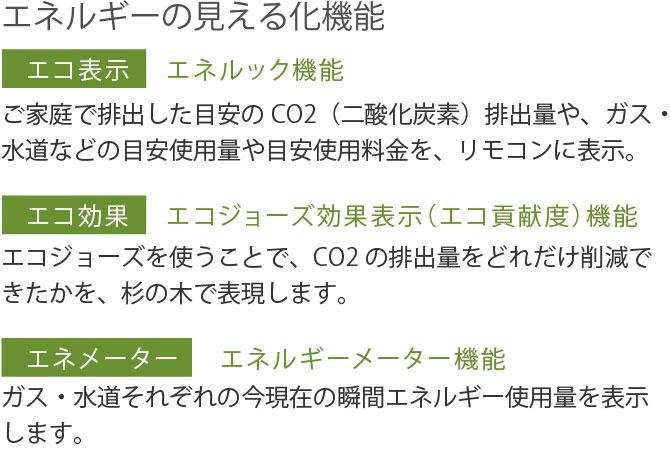 エネルギーの見える化機能
エコ表示 エネルック機能
ご家庭で排出した目安の CO2（二酸化炭素）排出量や、ガス・
水道などの目安使用量や目安使用料金を、リモコンに表示。
エコ効果 エコジョーズ効果表示（エコ貢献度）機能
エコジョーズを使うことで、CO2 の排出量をどれだけ削減で
きたかを、杉の木で表現します。
エネメーター エネルギーメーター機能
ガス・水道それぞれの今現在の瞬間エネルギー使用量を表示
します。